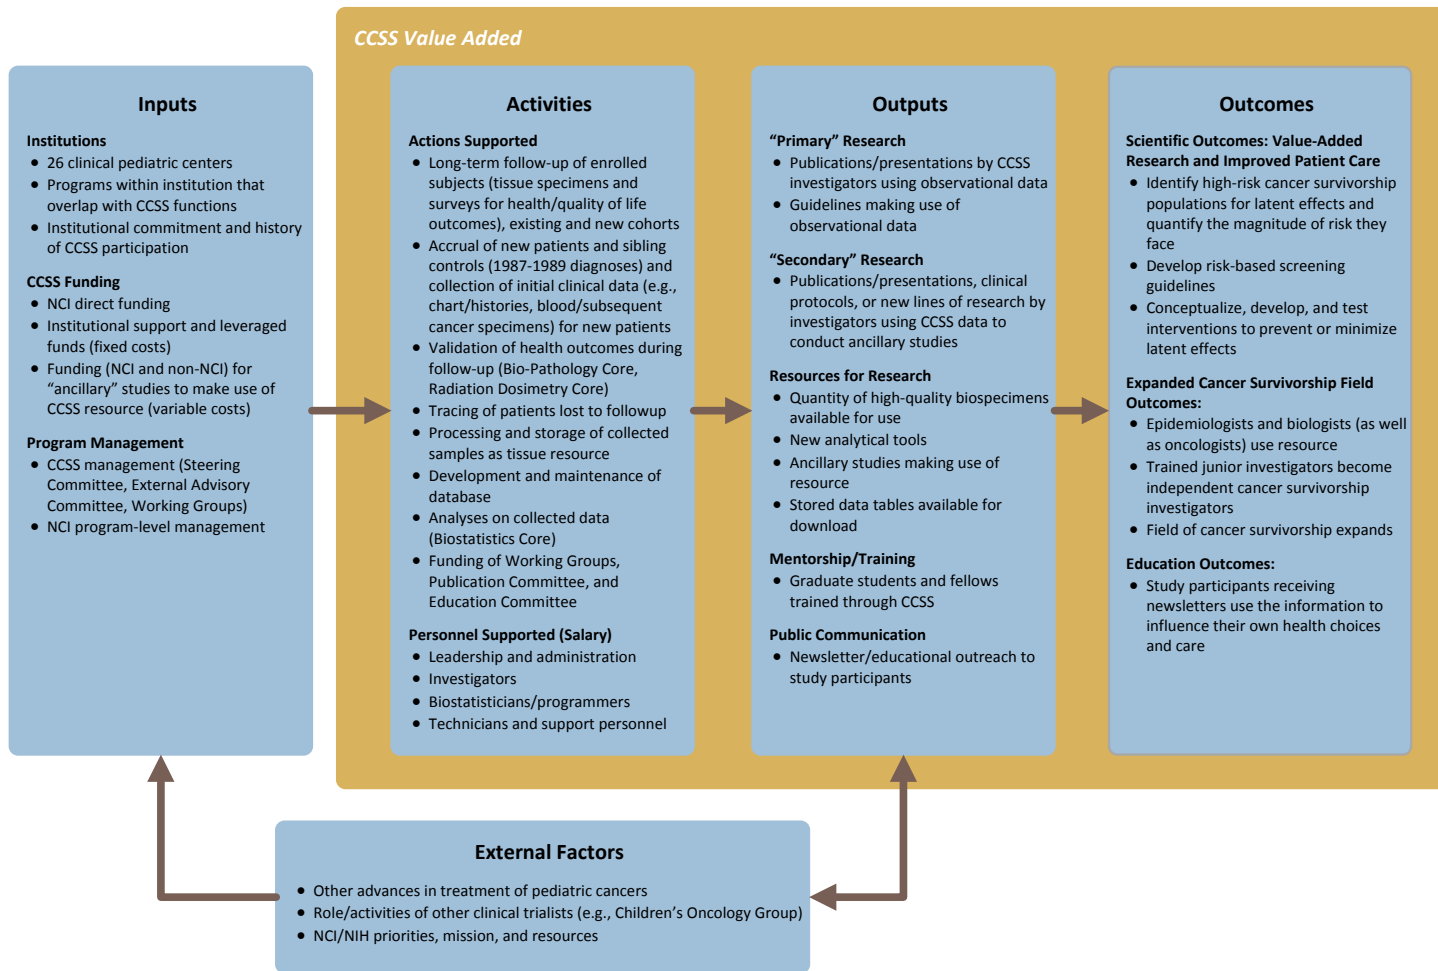 CCSS Value Added
Inputs
Institutions
• 26 clinical pediatric centers
• Programs within institution that
overlap with CCSS functions
• Institutional commitment and history
of CCSS participation
CCSS Funding
• NCI direct funding
• Institutional support and leveraged
funds (fixed costs)
• Funding (NCI and non-NCI) for
“ancillary” studies to make use of
CCSS resource (variable costs)
Program Management
• CCSS management (Steering
Committee, External Advisory
Committee, Working Groups)
• NCI program-level management
Activities
Actions Supported
• Long-term follow-up of enrolled
subjects (tissue specimens and
surveys for health/quality of life
outcomes), existing and new cohorts
• Accrual of new patients and sibling
controls (1987-1989 diagnoses) and
collection of initial clinical data (e.g.,
chart/histories, blood/subsequent
cancer specimens) for new patients
• Validation of health outcomes during
follow-up (Bio-Pathology Core,
Radiation Dosimetry Core)
• Tracing of patients lost to followup
• Processing and storage of collected
samples as tissue resource
• Development and maintenance of
database
• Analyses on collected data
(Biostatistics Core)
• Funding of Working Groups,
Publication Committee, and
Education Committee
Personnel Supported (Salary)
• Leadership and administration
• Investigators
• Biostatisticians/programmers
• Technicians and support personnel
Outputs
“Primary” Research
• Publications/presentations by CCSS
investigators using observational data
• Guidelines making use of
observational data
“Secondary” Research
• Publications/presentations, clinical
protocols, or new lines of research by
investigators using CCSS data to
conduct ancillary studies
Resources for Research
• Quantity of high-quality biospecimens
available for use
• New analytical tools
• Ancillary studies making use of
resource
• Stored data tables available for
download
Mentorship/Training
• Graduate students and fellows
trained through CCSS
Public Communication
• Newsletter/educational outreach to
study participants
Outcomes
Scientific Outcomes: Value-Added
Research and Improved Patient Care
• Identify high-risk cancer survivorship
populations for latent effects and
quantify the magnitude of risk they
face
• Develop risk-based screening
guidelines
• Conceptualize, develop, and test
interventions to prevent or minimize
latent effects
Expanded Cancer Survivorship Field
Outcomes:
• Epidemiologists and biologists (as well
as oncologists) use resource
• Trained junior investigators become
independent cancer survivorship
investigators
• Field of cancer survivorship expands
Education Outcomes:
• Study participants receiving
newsletters use the information to
influence their own health choices
and care
External Factors
• Other advances in treatment of pediatric cancers
• Role/activities of other clinical trialists (e.g., Children’s Oncology Group)
• NCI/NIH priorities, mission, and resources